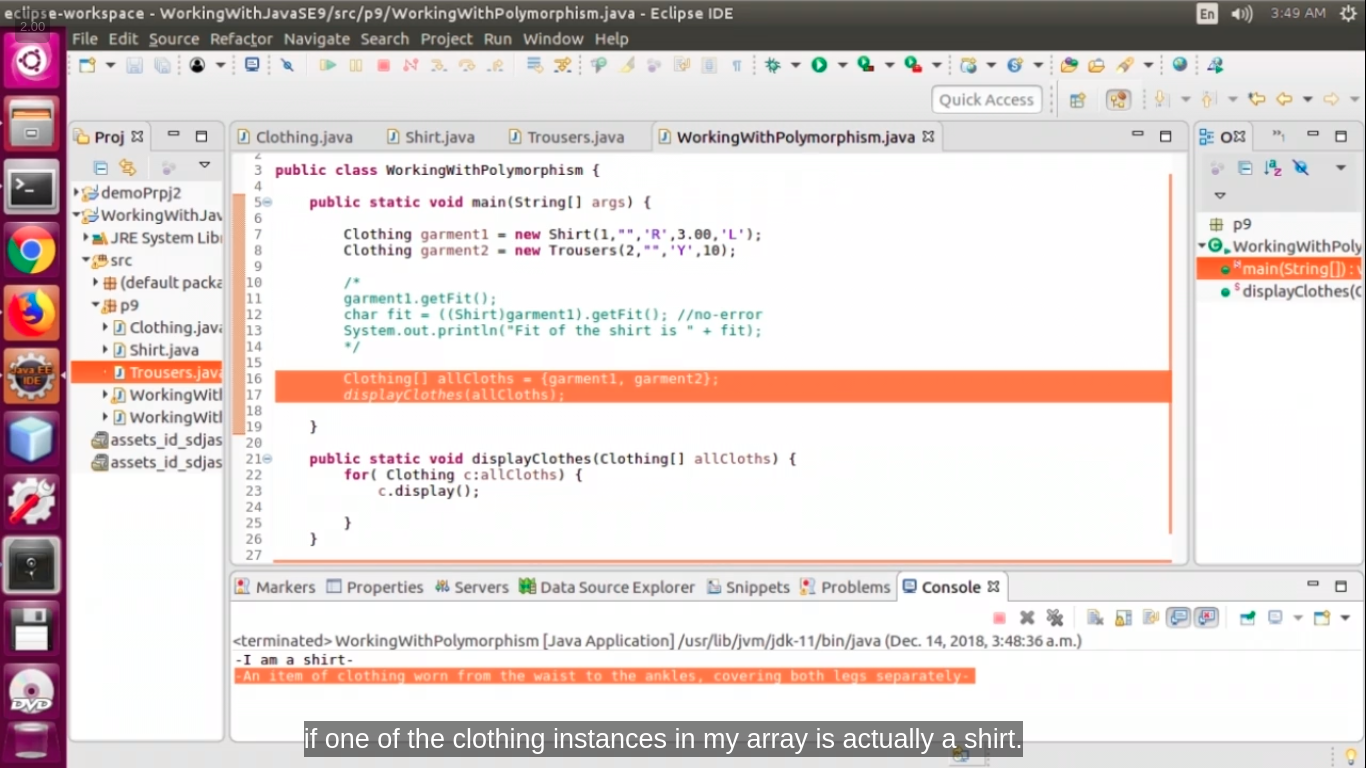 eclipse-workspace - WorkingWithJavaSE9/src/p9/WorkingWithPolymorphism.java - Eclipse IDE
En
3:49 AM
2.00
File Edit Source Refactor Navigate Search Project Run Window Help
Quick Access
Proj
Clothing.java
Shirt.java
Trousers.java
WorkingWithPolymorphism.java
demoPrpj2
WorkingWithJav
JRE System Libr
src
(default packa
p9
Clothing.java
Shirt.java
Trousers.java
WorkingWith
WorkingWith
assets_id_sdjas
assets_id_sdjas
2
3 public class WorkingWithPolymorphism {
4
5 public static void main(String[] args) {
6
7 Clothing garment1 = new Shirt(1,"",'R',3.00,'L');
8 Clothing garment2 = new Trousers(2,"",'Y',10);
9
10 /*
11 garment1.getFit();
12 char fit = ((Shirt)garment1).getFit(); //no-error
13 System.out.println("Fit of the shirt is " + fit);
14 */
15
16 Clothing[] allCloths = {garment1, garment2};
17 displayClothes(allCloths);
18
19 }
20
21 public static void displayClothes(Clothing[] allCloths) {
22 for( Clothing c:allCloths) {
23 c.display();
24
25 }
26 }
27
p9
WorkingWithPoly
main(String[]) : v
displayClothes(C
Markers Properties Servers Data Source Explorer Snippets Problems Console
<terminated> WorkingWithPolymorphism [Java Application] /usr/lib/jvm/jdk-11/bin/java (Dec. 14, 2018, 3:48:36 a.m.)
-I am a shirt-
-An item of clothing worn from the waist to the ankles, covering both legs separately-
if one of the clothing instances in my array is actually a shirt.